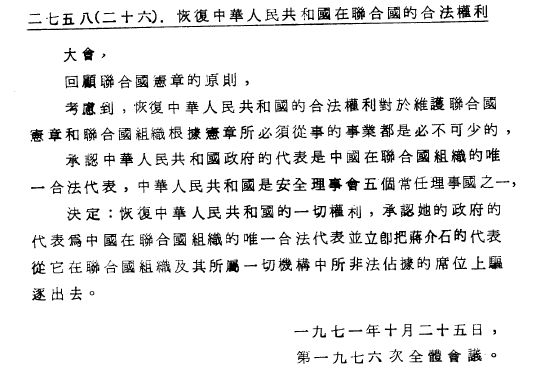 二七五八(二十六). 恢復中華人民共和國在聯合國的合法權利
大會,
回顧聯合國憲章的原則,
考慮到,恢復中華人民共和國的合法權利對於維護聯合國
憲章和聯合國組織根據憲章所必須從事的事業都是必不可少的,
承認中華人民共和國政府的代表是中國在聯合國組織的唯
一合法代表,中華人民共和國是安全理事會五個常任理事國之一,
決定:恢復中華人民共和國的一切權利,承認她的政府的
代表爲中國在聯合國組織的唯一合法代表並立卽把蔣介石的代表
從它在聯合國組織及其所屬一切機構中所非法佔據的席位上驅
逐出去。
一九七一年十月二十五日,
第一九七六次全體會議。